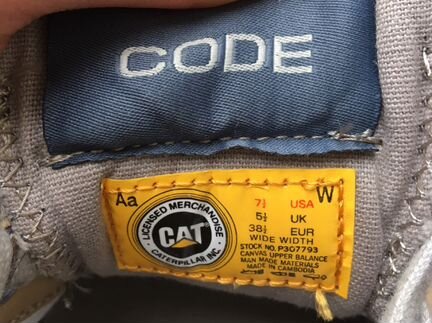 CODE
Aa W
7½ USA
5½ UK
38½ EUR
WIDE WIDTH
STOCK NO. P307793
CANVAS UPPER BALANCE
MAN MADE MATERIALS
MADE IN CAMBODIA
LICENSED MERCHANDISE
CAT
CATERPILLAR INC.